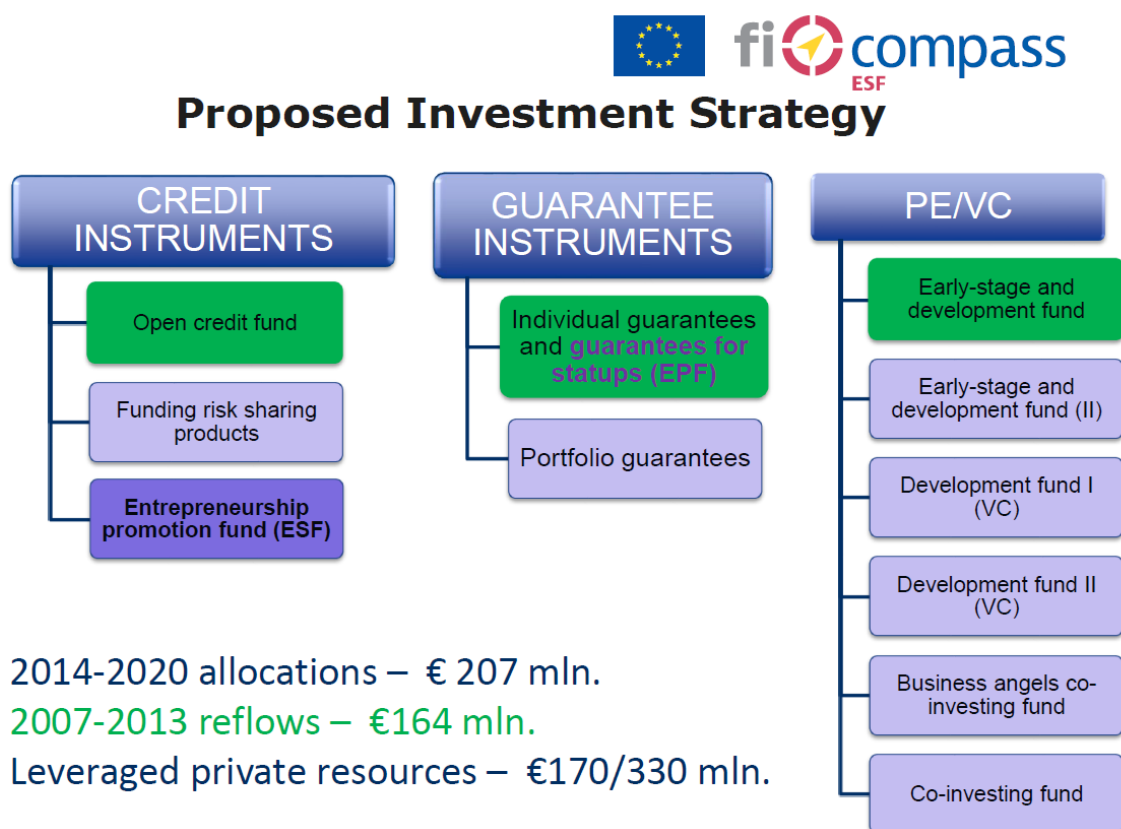 fi compass
ESF
Proposed Investment Strategy
CREDIT
INSTRUMENTS
Open credit fund
Funding risk sharing
products
Entrepreneurship
promotion fund (ESF)
GUARANTEE
INSTRUMENTS
Individual guarantees
and guarantees for
statups (EPF)
Portfolio guarantees
PE/VC
Early-stage and
development fund
Early-stage and
development fund (II)
Development fund I
(VC)
Development fund II
(VC)
Business angels co-
investing fund
Co-investing fund
2014-2020 allocations – € 207 mln.
2007-2013 reflows – €164 mln.
Leveraged private resources – €170/330 mln.